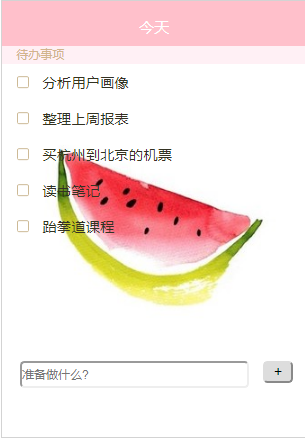 今天
待办事项
分析用户画像
整理上周报表
买杭州到北京的机票
读书笔记
跆拳道课程
准备做什么?
+